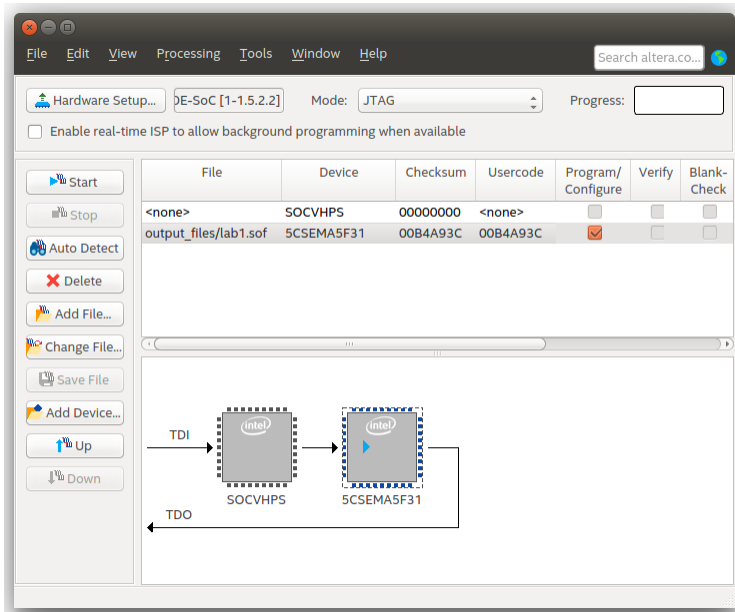 File Edit View Processing Tools Window Help Search altera.co...
Hardware Setup... DE-SoC [1-1.5.2.2] Mode: JTAG Progress:
Enable real-time ISP to allow background programming when available
Start
Stop
Auto Detect
Delete
Add File...
Change File...
Save File
Add Device...
Up
Down
File Device Checksum Usercode Program/ Configure Verify Blank- Check
<none> SOCVHPS 00000000 <none>
output_files/lab1.sof 5CSEMA5F31 00B4A93C 00B4A93C
TDI
intel
intel
SOCVHPS 5CSEMA5F31
TDO